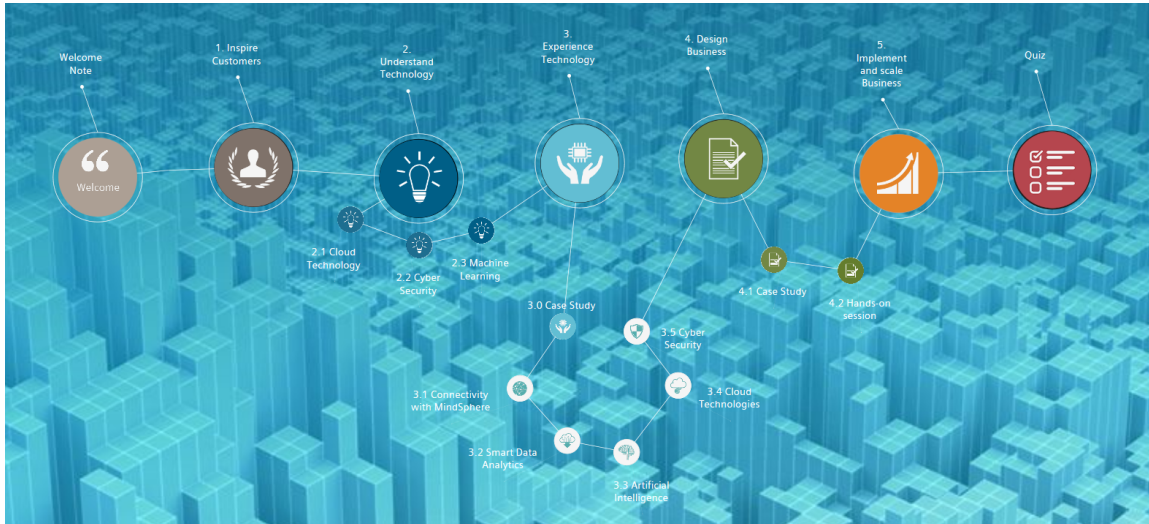 Welcome
Note
1. Inspire
Customers
2.
Understand
Technology
3.
Experience
Technology
4. Design
Business
5.
Implement
and scale
Business
Quiz
Welcome
2.1 Cloud
Technology
2.2 Cyber
Security
2.3 Machine
Learning
3.0 Case Study
3.1 Connectivity
with MindSphere
3.2 Smart Data
Analytics
3.3 Artificial
Intelligence
3.4 Cloud
Technologies
3.5 Cyber
Security
4.1 Case Study
4.2 Hands-on
session